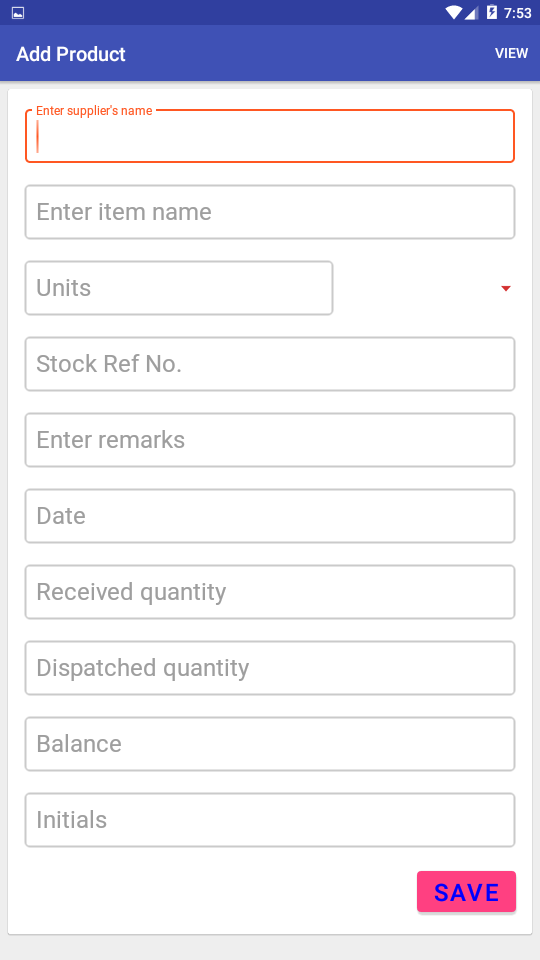 7:53
Add Product
VIEW
Enter supplier's name
Enter item name
Units
Stock Ref No.
Enter remarks
Date
Received quantity
Dispatched quantity
Balance
Initials
SAVE